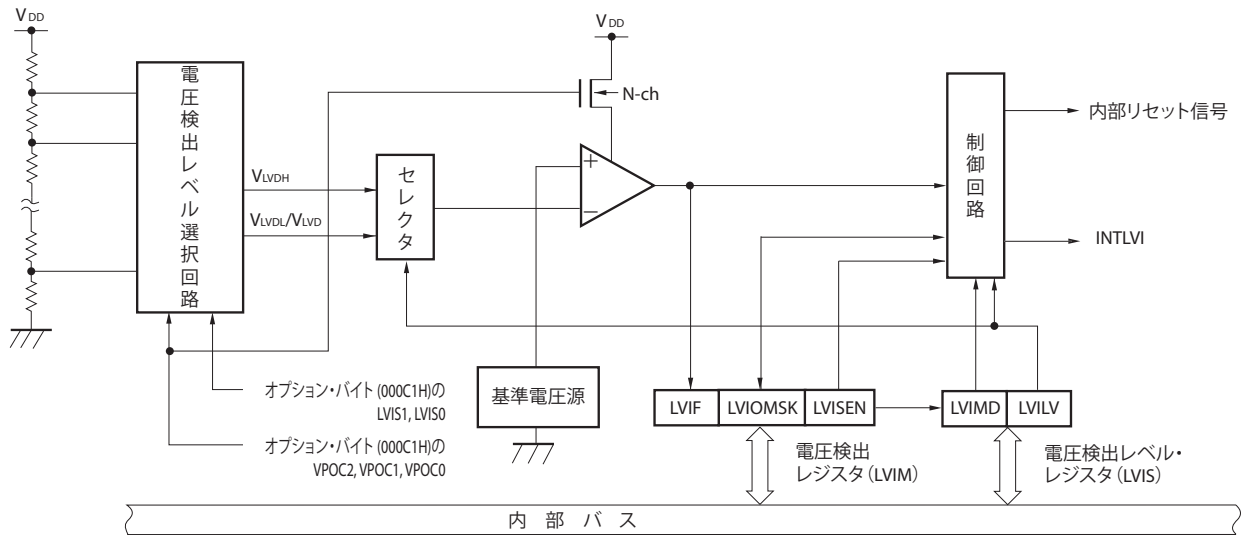 VDD
電圧検出レベル選択回路
VLVDH
VLVDL/VLVD
セレクタ
VDD
N-ch
+
−
制御回路
内部リセット信号
INTLVI
オプション・バイト (000C1H)の
LVIS1, LVIS0
オプション・バイト (000C1H)の
VPOC2, VPOC1, VPOC0
基準電圧源
LVIF
LVIOMSK
LVISEN
LVIMD
LVILV
電圧検出
レジスタ(LVIM)
電圧検出レベル・
レジスタ(LVIS)
内部バス